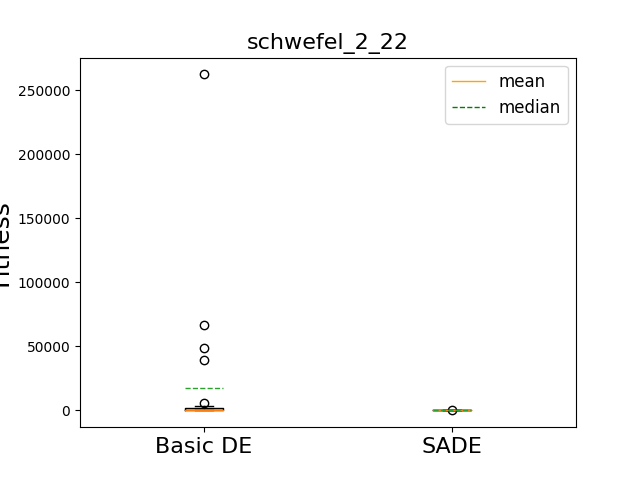 schwefel_2_22
mean
median
250000
200000
150000
100000
50000
0
Fitness
Basic DE
SADE